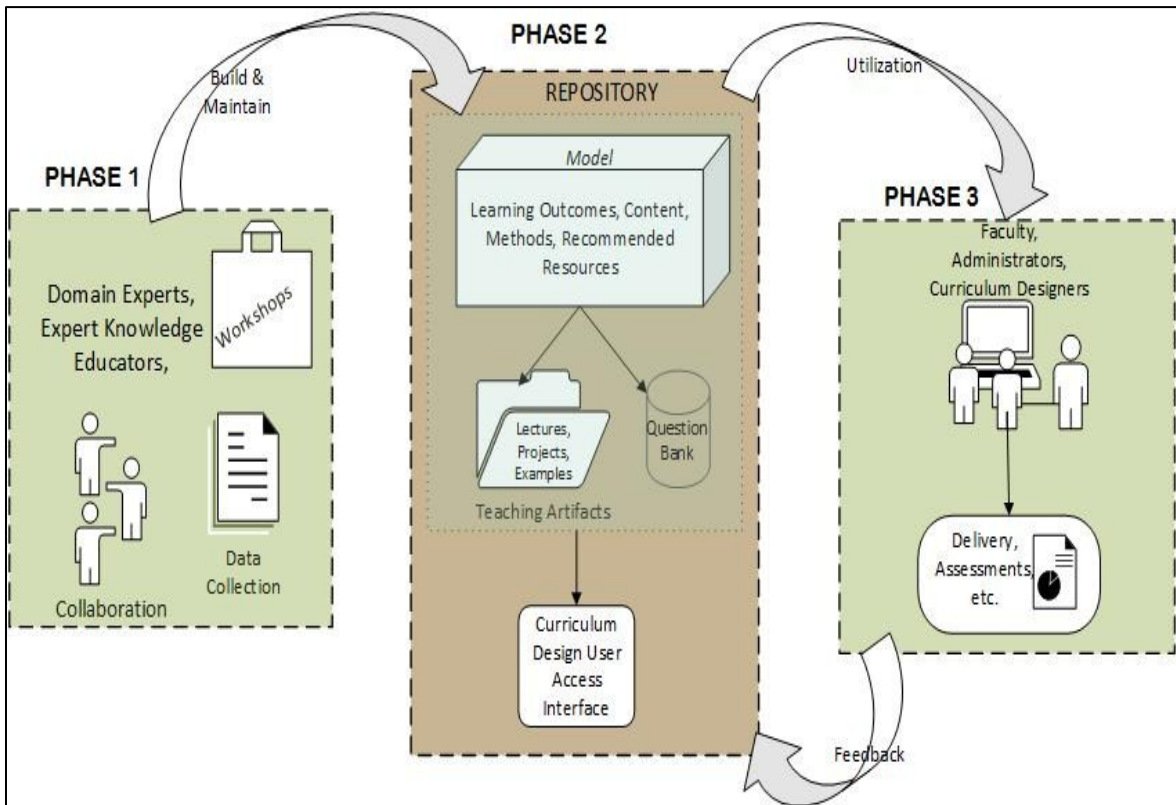 PHASE 1
Build &
Maintain
Domain Experts,
Expert Knowledge
Educators,
Workshops
Collaboration
Data
Collection
PHASE 2
REPOSITORY
Model
Learning Outcomes, Content,
Methods, Recommended
Resources
Lectures,
Projects,
Examples
Teaching Artifacts
Question
Bank
Curriculum
Design User
Access
Interface
Utilization
PHASE 3
Faculty,
Administrators,
Curriculum Designers
Delivery,
Assessments,
etc.
Feedback